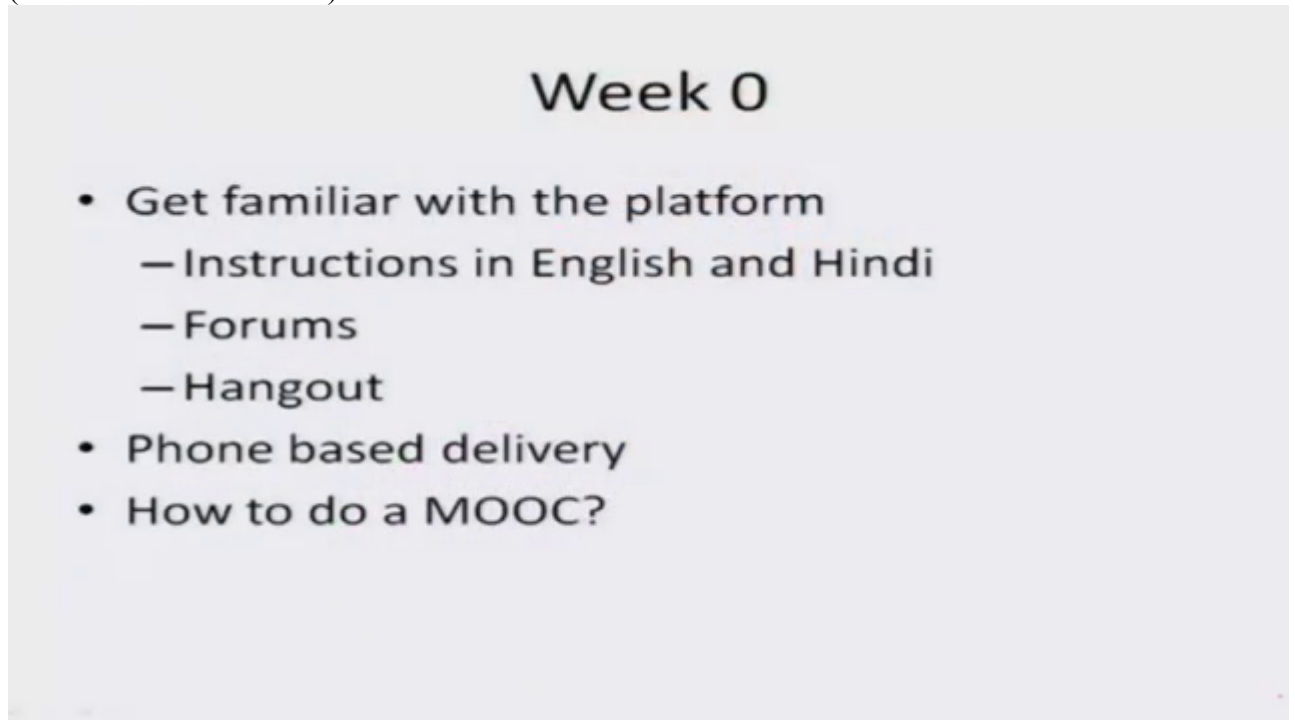 Week 0
• Get familiar with the platform
– Instructions in English and Hindi
– Forums
– Hangout
• Phone based delivery
• How to do a MOOC?